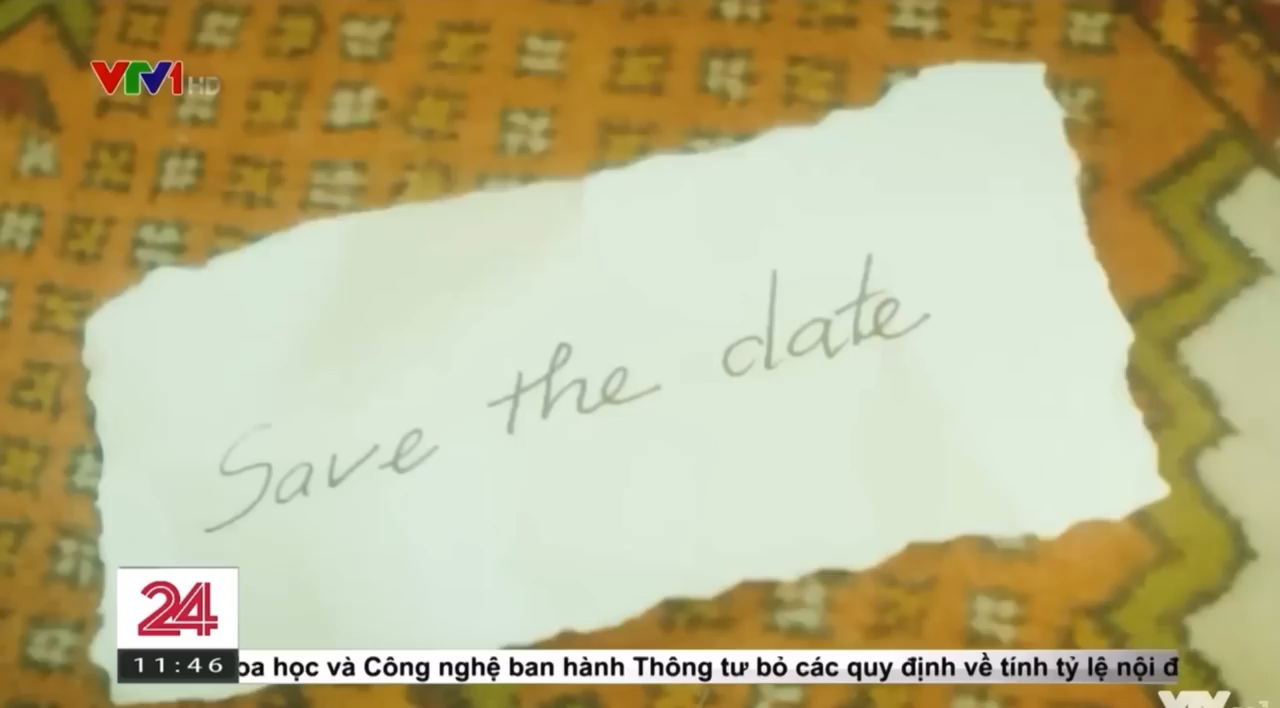 VTV1 HD
Save the date
24
11:46
học và Công nghệ ban hành Thông tư bỏ các quy định về tính tỷ lệ nội